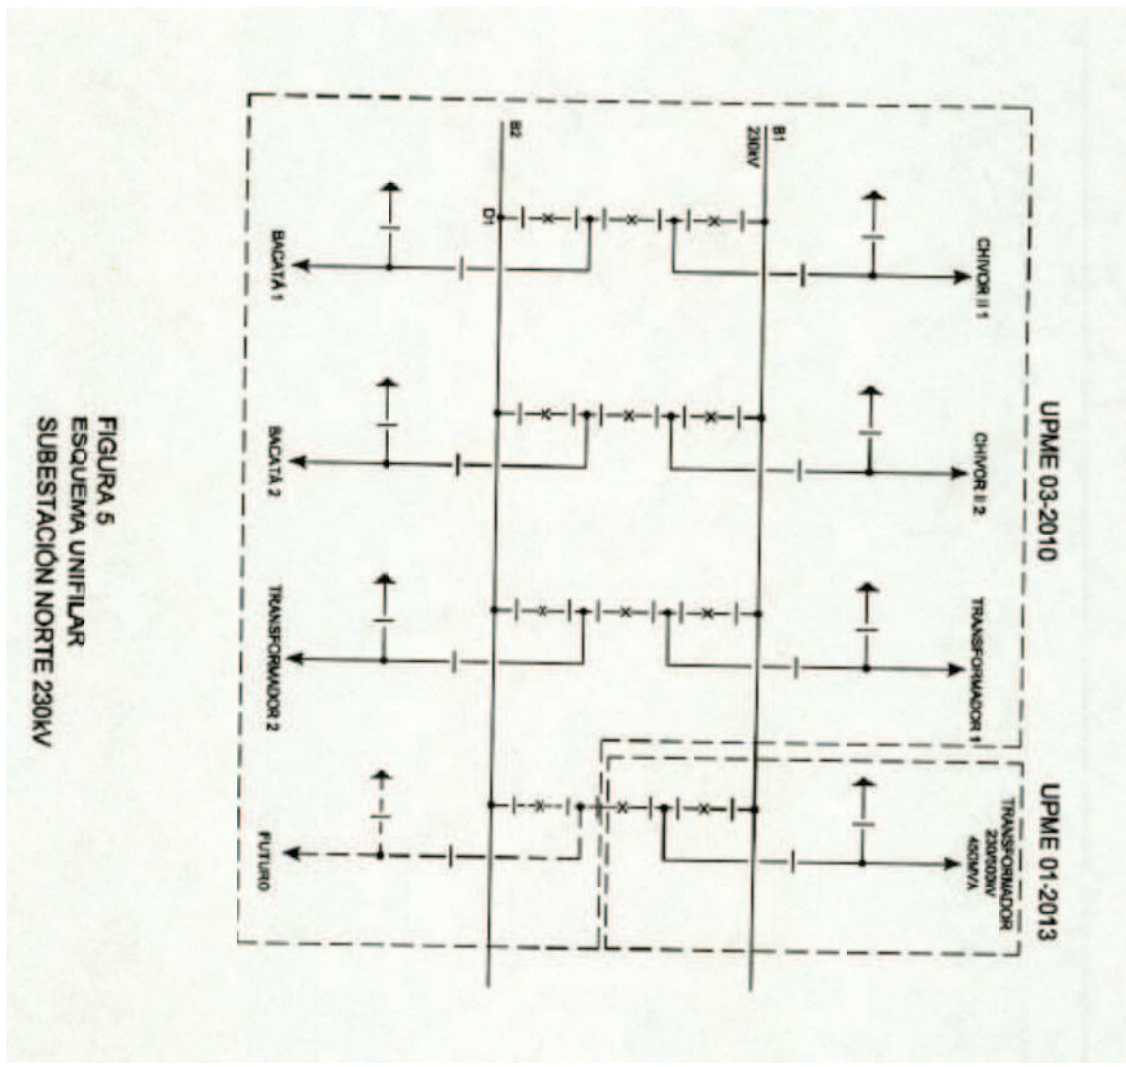 UPME 03-2010
UPME 01-2013
CHIVOR II 1
CHIVOR II 2
TRANSFORMADOR 1
TRANSFORMADOR
230/500kV
450MVA
B1
230kV
B2
D1
BACATÁ 1
BACATÁ 2
TRANSFORMADOR 2
FUTURO
FIGURA 5
ESQUEMA UNIFILAR
SUBESTACIÓN NORTE 230kV